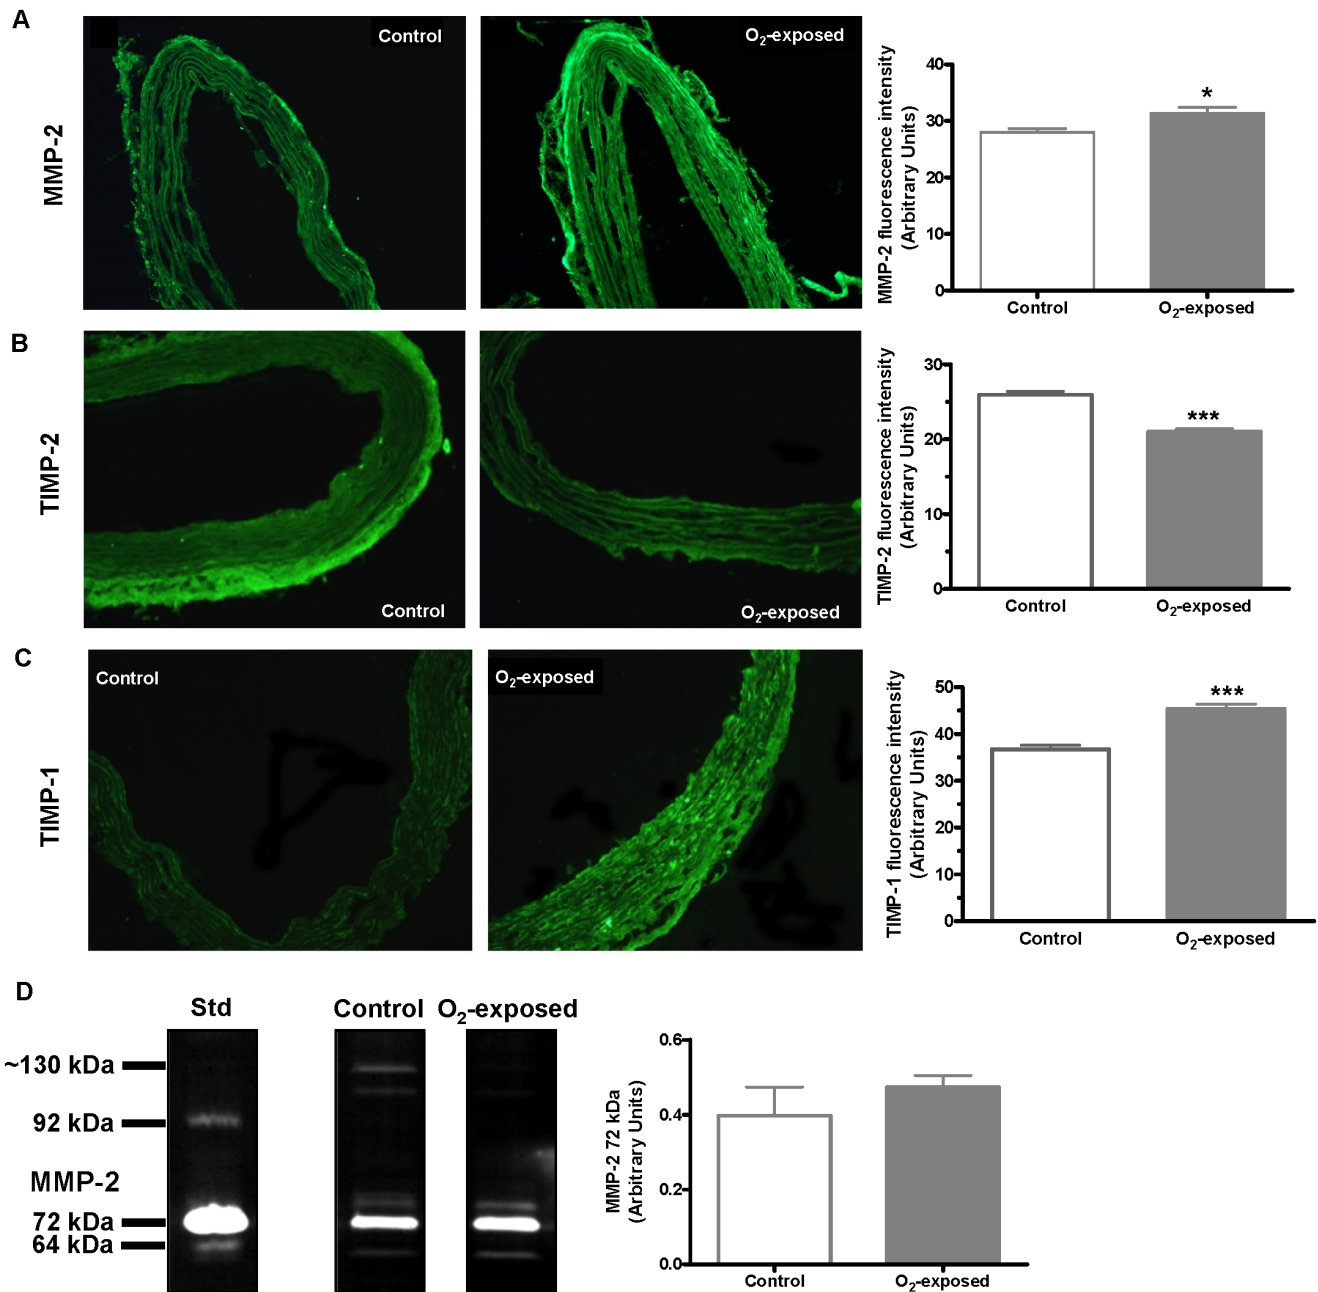 A
MMP-2
Control
O₂-exposed
MMP-2 fluorescence intensity
(Arbitrary Units)
40
30
20
10
0
*
Control
O₂-exposed
B
TIMP-2
Control
O₂-exposed
TIMP-2 fluorescence intensity
(Arbitrary Units)
30
20
10
0
***
Control
O₂-exposed
C
TIMP-1
Control
O₂-exposed
TIMP-1 fluorescence intensity
(Arbitrary Units)
50
40
30
20
10
0
***
Control
O₂-exposed
D
Std
Control
O₂-exposed
~130 kDa
92 kDa
MMP-2
72 kDa
64 kDa
MMP-2 72 kDa
(Arbitrary Units)
0.6
0.4
0.2
0.0
Control
O₂-exposed